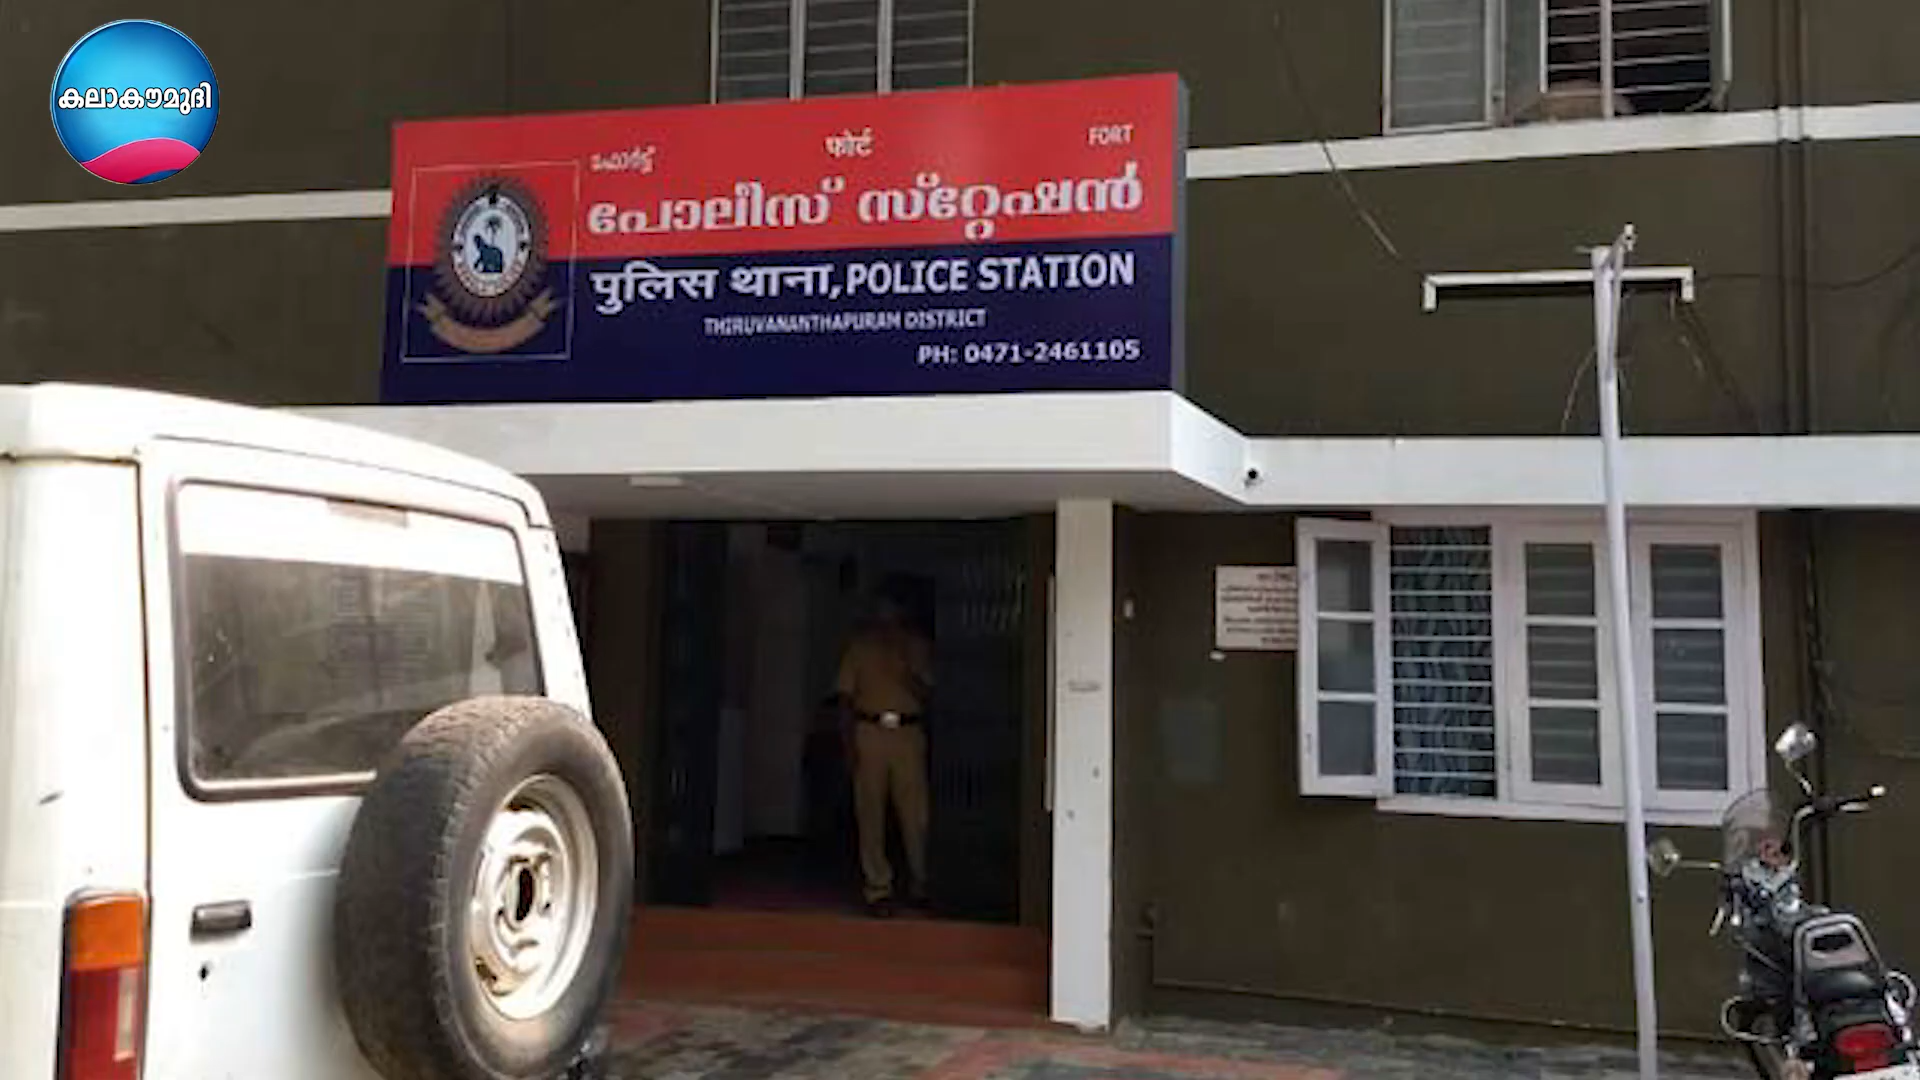 കലാകൗമുദി
ഫോർട്ട് फोर्ट FORT
പോലീസ് സ്റ്റേഷൻ
पुलिस थाना, POLICE STATION
THIRUVANANTHAPURAM DISTRICT
PH: 0471-2461105